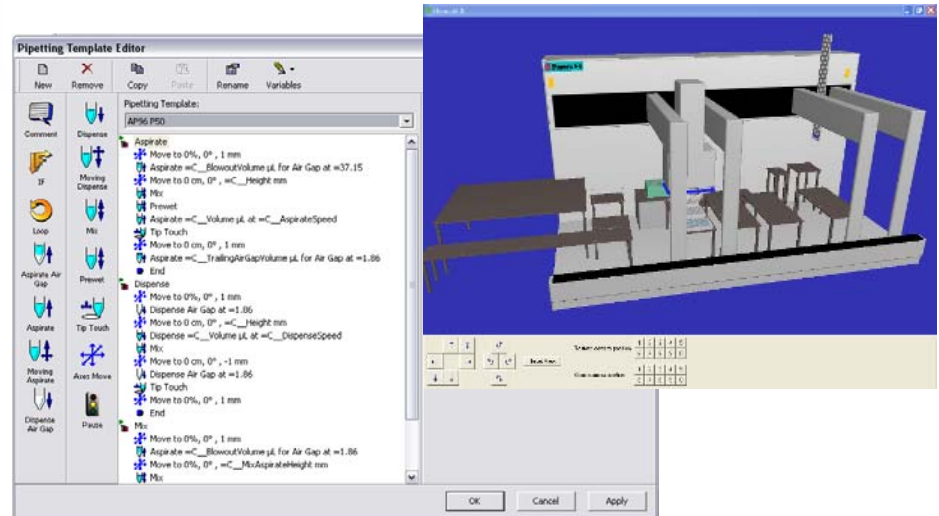 Pipetting Template Editor
New
Remove
Copy
Paste
Rename
Variables
Comment
IF
Loop
Aspirate Air
Gap
Aspirate
Moving
Aspirate
Dispense
Air Gap
Dispense
Moving
Dispense
Mix
Prewet
Tip Touch
Axes Move
Pause
Pipetting Template:
AP96 P50
Aspirate
Move to 0%, 0° , 1 mm
Aspirate =C__BlowoutVolume µL for Air Gap at =37.15
Move to 0 cm, 0° , =C__Height mm
Mix
Prewet
Aspirate =C__Volume µL at =C__AspirateSpeed
Tip Touch
Move to 0 cm, 0° , 1 mm
Aspirate =C__TrailingAirGapVolume µL for Air Gap at =1.86
End
Dispense
Move to 0%, 0° , 1 mm
Dispense Air Gap at =1.86
Move to 0 cm, 0° , =C__Height mm
Dispense =C__Volume µL at =C__DispenseSpeed
Mix
Move to 0 cm, 0° , -1 mm
Dispense Air Gap at =1.86
Tip Touch
Move to 0%, 0° , 1 mm
End
Mix
Move to 0%, 0° , 1 mm
Aspirate =C__BlowoutVolume µL for Air Gap at =1.86
Move to 0%, 0° , =C__MixAspirateHeight mm
Mix
OK
Cancel
Apply